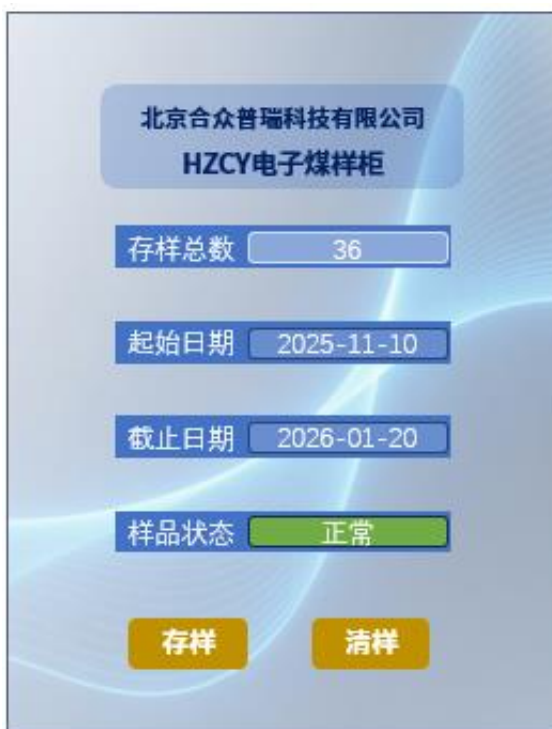 北京合众普瑞科技有限公司
HZCY电子煤样柜
存样总数 36
起始日期 2025-11-10
截止日期 2026-01-20
样品状态 正常
存样 清样